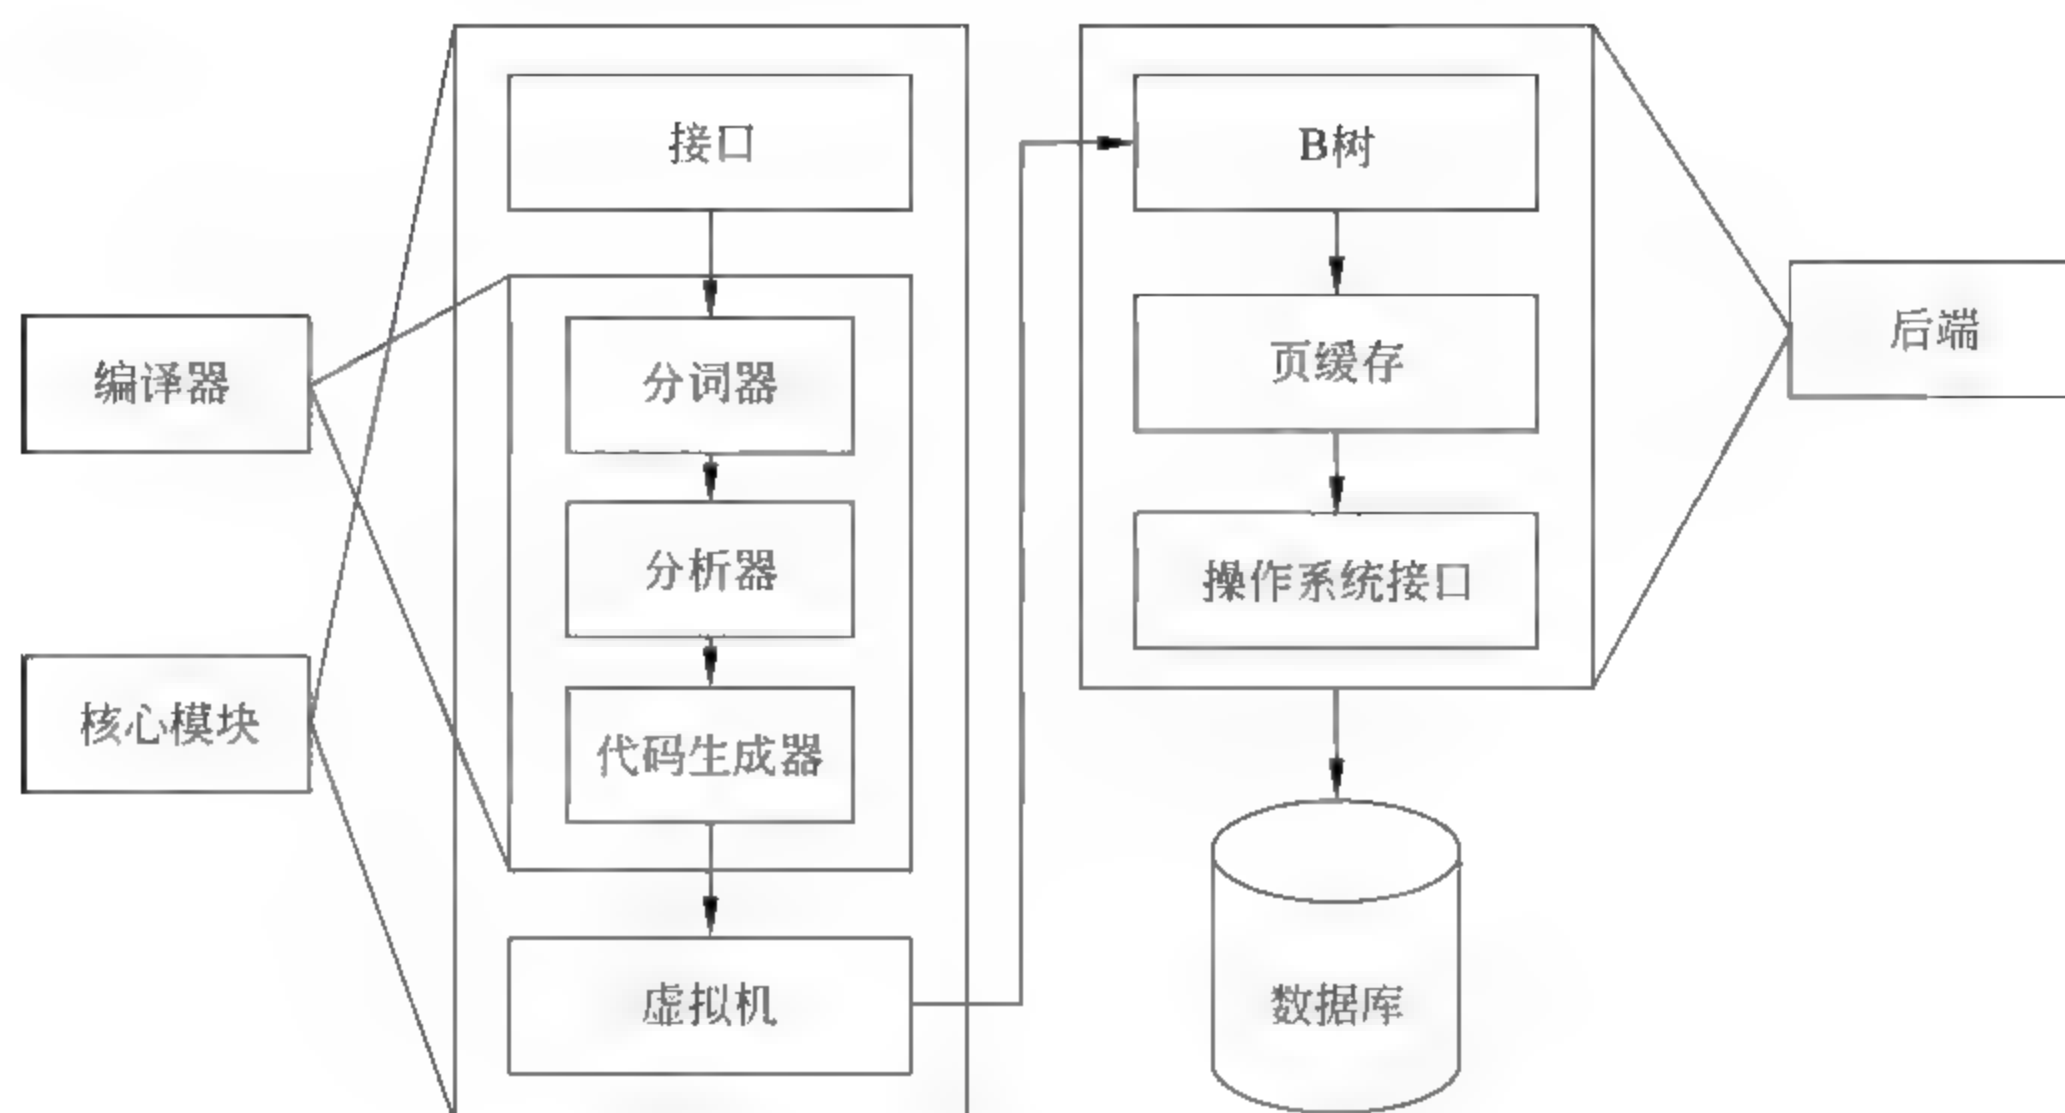 接口
分词器
分析器
代码生成器
虚拟机
编译器
核心模块
B树
页缓存
操作系统接口
数据库
后端